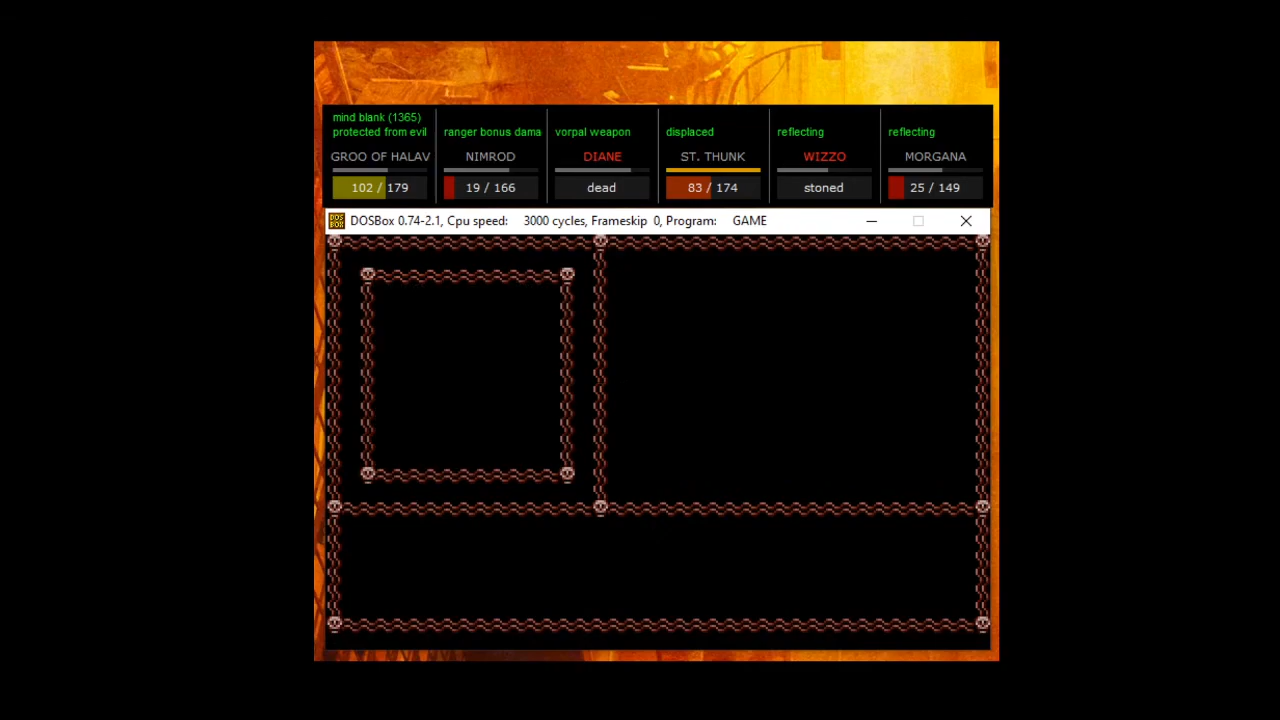 mind blank (1365)
protected from evil
ranger bonus dama
vorpal weapon
displaced
reflecting
reflecting
GROO OF HALAV
NIMROD
DIANE
ST. THUNK
WIZZO
MORGANA
102 / 179
19 / 166
dead
83 / 174
stoned
25 / 149
DOS BOX
DOSBox 0.74-2.1, Cpu speed: 3000 cycles, Frameskip 0, Program: GAME